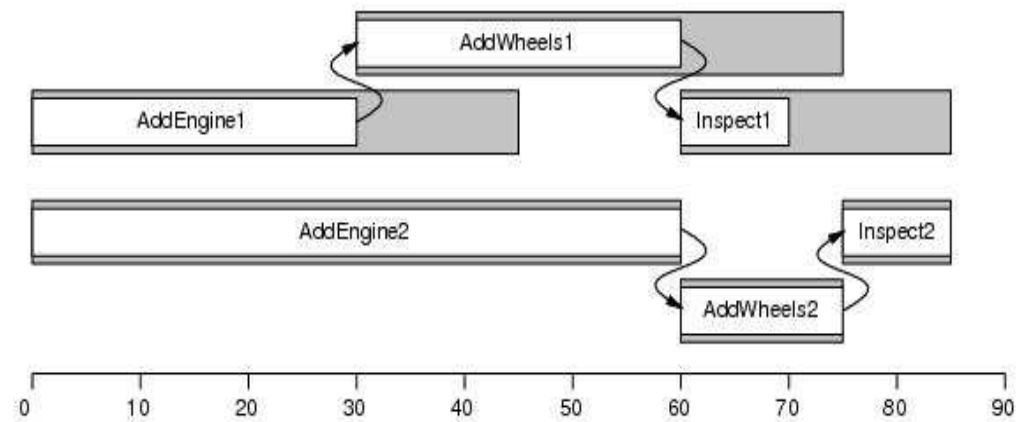 AddWheels1
AddEngine1
Inspect1
AddEngine2
Inspect2
AddWheels2
0 10 20 30 40 50 60 70 80 90